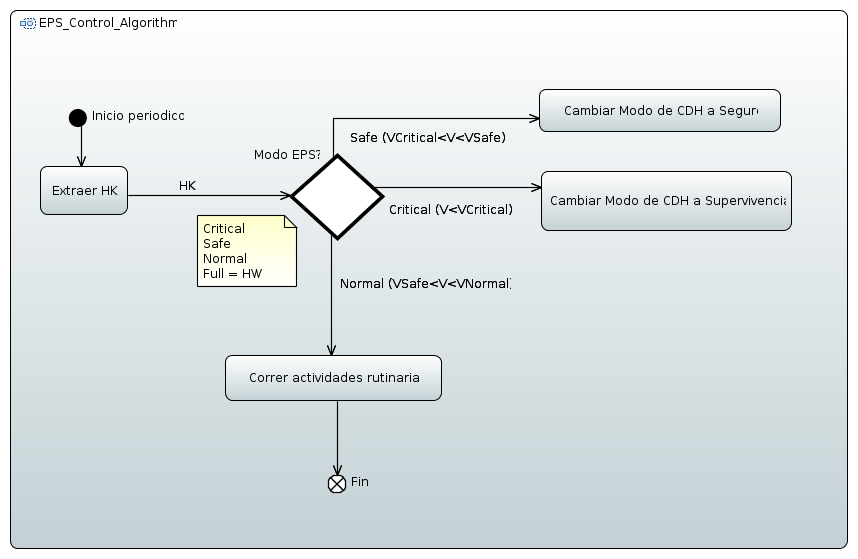 EPS_Control_Algorithm
Inicio periodico
Cambiar Modo de CDH a Seguro
Safe (VCritical<V<VSafe)
Modo EPS?
Extraer HK
HK
Cambiar Modo de CDH a Supervivencia
Critical (V<VCritical)
Critical
Safe
Normal
Full = HW
Normal (VSafe<V<VNormal)
Correr actividades rutinaria
Fin